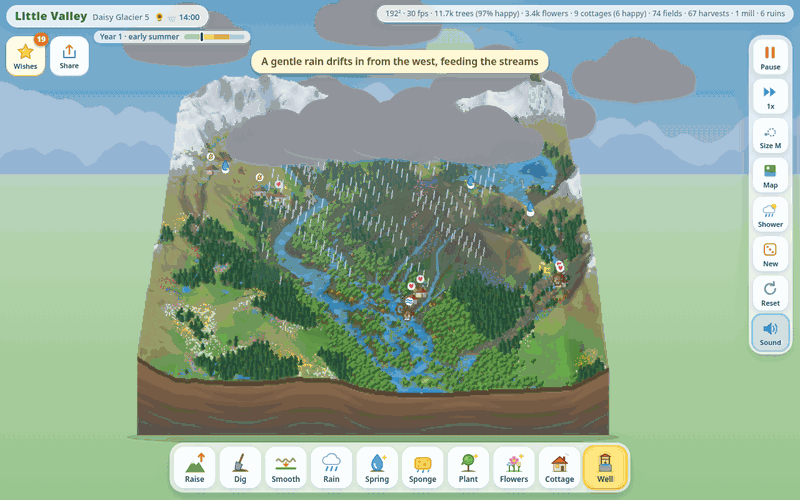 Little Valley Daisy Glacier 5 14:00
192² · 30 fps · 11.7k trees (97% happy) · 3.4k flowers · 9 cottages (6 happy) · 74 fields · 67 harvests · 1 mill · 6 ruins
Year 1 · early summer
19
Wishes
Share
A gentle rain drifts in from the west, feeding the streams
Pause
1x
Size M
Map
Shower
New
Reset
Sound
Raise
Dig
Smooth
Rain
Spring
Sponge
Plant
Flowers
Cottage
Well